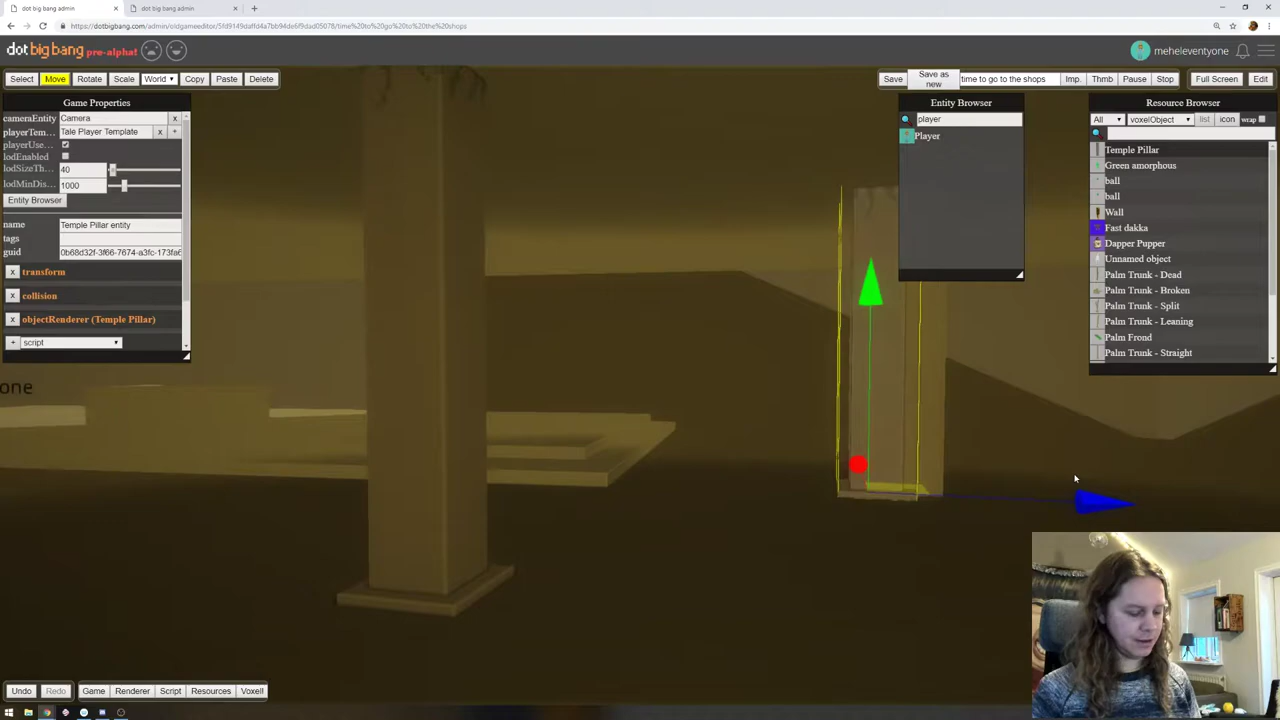 dot big bang admin
dot big bang admin
https://dotbigbang.com/admin/oldgameeditor/5fd9149daffd4a7bb94de6f9dad05078/time%20to%20go%20to%20the%20shops
dot big bang pre-alpha!
meheleventyone
Select Move Rotate Scale World Copy Paste Delete
Save Save as new time to go to the shops Imp. Thmb Pause Stop Full Screen Edit
Game Properties
cameraEntity Camera x
playerTem... Tale Player Template x +
playerUse...
lodEnabled
lodSizeTh... 40
lodMinDis... 1000
Entity Browser
name Temple Pillar entity
tags
guid 0b68d32f-3f66-7674-a3fc-173fa6
x transform
x collision
x objectRenderer (Temple Pillar)
+ script
one
Entity Browser
player
Player
Resource Browser
All voxelObject list icon wrap
Temple Pillar
Green amorphous
ball
ball
Wall
Fast dakka
Dapper Pupper
Unnamed object
Palm Trunk - Dead
Palm Trunk - Broken
Palm Trunk - Split
Palm Trunk - Leaning
Palm Frond
Palm Trunk - Straight
Undo Redo Game Renderer Script Resources Voxel!